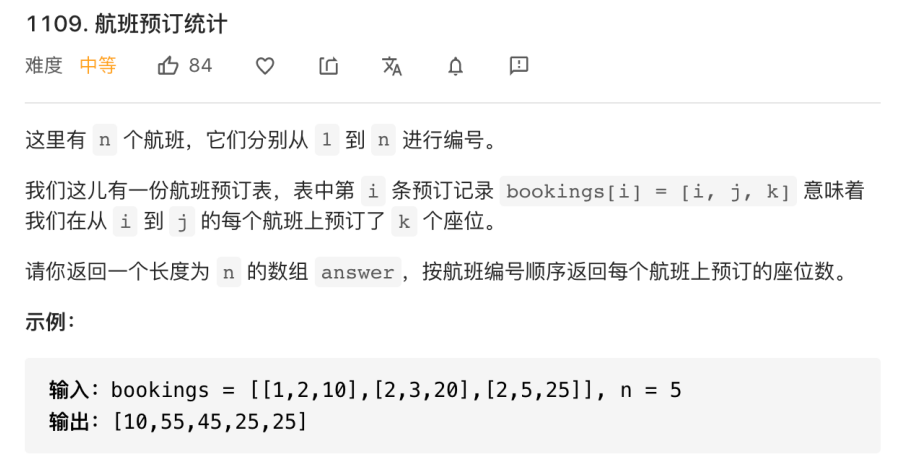 1109. 航班预订统计
难度 中等 84
这里有 n 个航班，它们分别从 1 到 n 进行编号。
我们这儿有一份航班预订表，表中第 i 条预订记录 bookings[i] = [i, j, k] 意味着
我们在从 i 到 j 的每个航班上预订了 k 个座位。
请你返回一个长度为 n 的数组 answer，按航班编号顺序返回每个航班上预订的座位数。
示例：
输入：bookings = [[1,2,10],[2,3,20],[2,5,25]], n = 5
输出：[10,55,45,25,25]